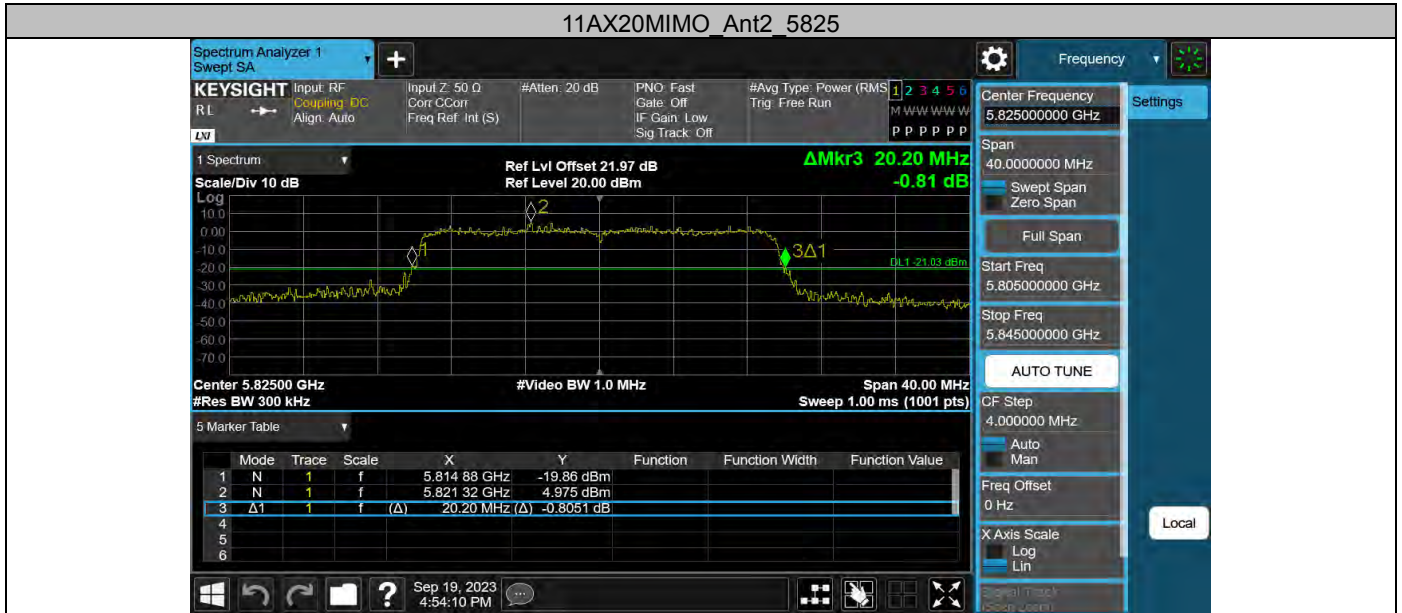 11AX20MIMO_Ant2_5825
Spectrum Analyzer 1
Swept SA
+
Frequency
KEYSIGHT
RL
LXI
Input: RF
Coupling: DC
Align: Auto
Input Z: 50 Ω
Corr CCorr
Freq Ref: Int (S)
#Atten: 20 dB
PNO: Fast
Gate: Off
IF Gain: Low
Sig Track: Off
#Avg Type: Power (RMS
Trig: Free Run
1 2 3 4 5 6
M W W W W W
P P P P P P
1 Spectrum
Scale/Div 10 dB
Ref Lvl Offset 21.97 dB
Ref Level 20.00 dBm
ΔMkr3 20.20 MHz
-0.81 dB
Log
10.0
0.00
-10.0
-20.0
-30.0
-40.0
-50.0
-60.0
-70.0
1
2
3Δ1
DL1 -21.03 dBm
Center 5.82500 GHz
#Res BW 300 kHz
#Video BW 1.0 MHz
Span 40.00 MHz
Sweep 1.00 ms (1001 pts)
5 Marker Table
Mode Trace Scale X Y Function Function Width Function Value
1 N 1 f 5.814 88 GHz -19.86 dBm
2 N 1 f 5.821 32 GHz 4.975 dBm
3 Δ1 1 f (Δ) 20.20 MHz (Δ) -0.8051 dB
4
5
6
?
Sep 19, 2023
4:54:10 PM
Center Frequency
5.825000000 GHz
Settings
Span
40.0000000 MHz
Swept Span
Zero Span
Full Span
Start Freq
5.805000000 GHz
Stop Freq
5.845000000 GHz
AUTO TUNE
CF Step
4.000000 MHz
Auto
Man
Freq Offset
0 Hz
X Axis Scale
Log
Lin
Local
Signal Track
(Span Zoom)